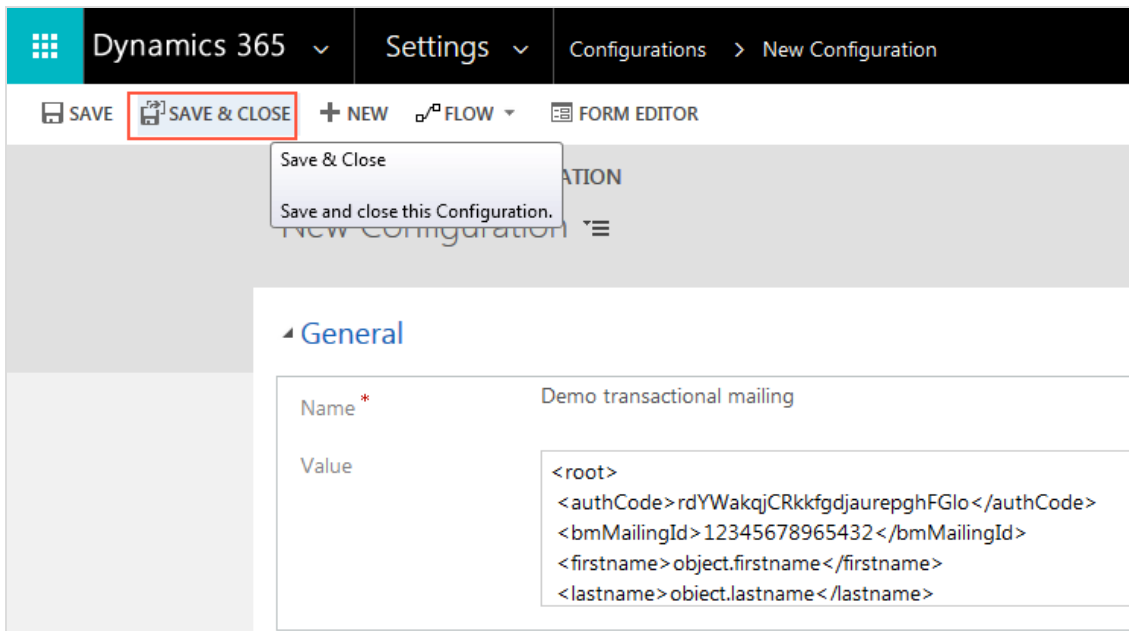 Dynamics 365 Settings Configurations > New Configuration
SAVE SAVE & CLOSE + NEW FLOW FORM EDITOR
Save & Close
ATION
Save and close this Configuration.
New Configuration
General
Name *
Demo transactional mailing
Value
<root>
<authCode>rdYWakqjCRkkfgdjaurepghFGlo</authCode>
<bmMailingId>12345678965432</bmMailingId>
<firstname>object.firstname</firstname>
<lastname>object.lastname</lastname>